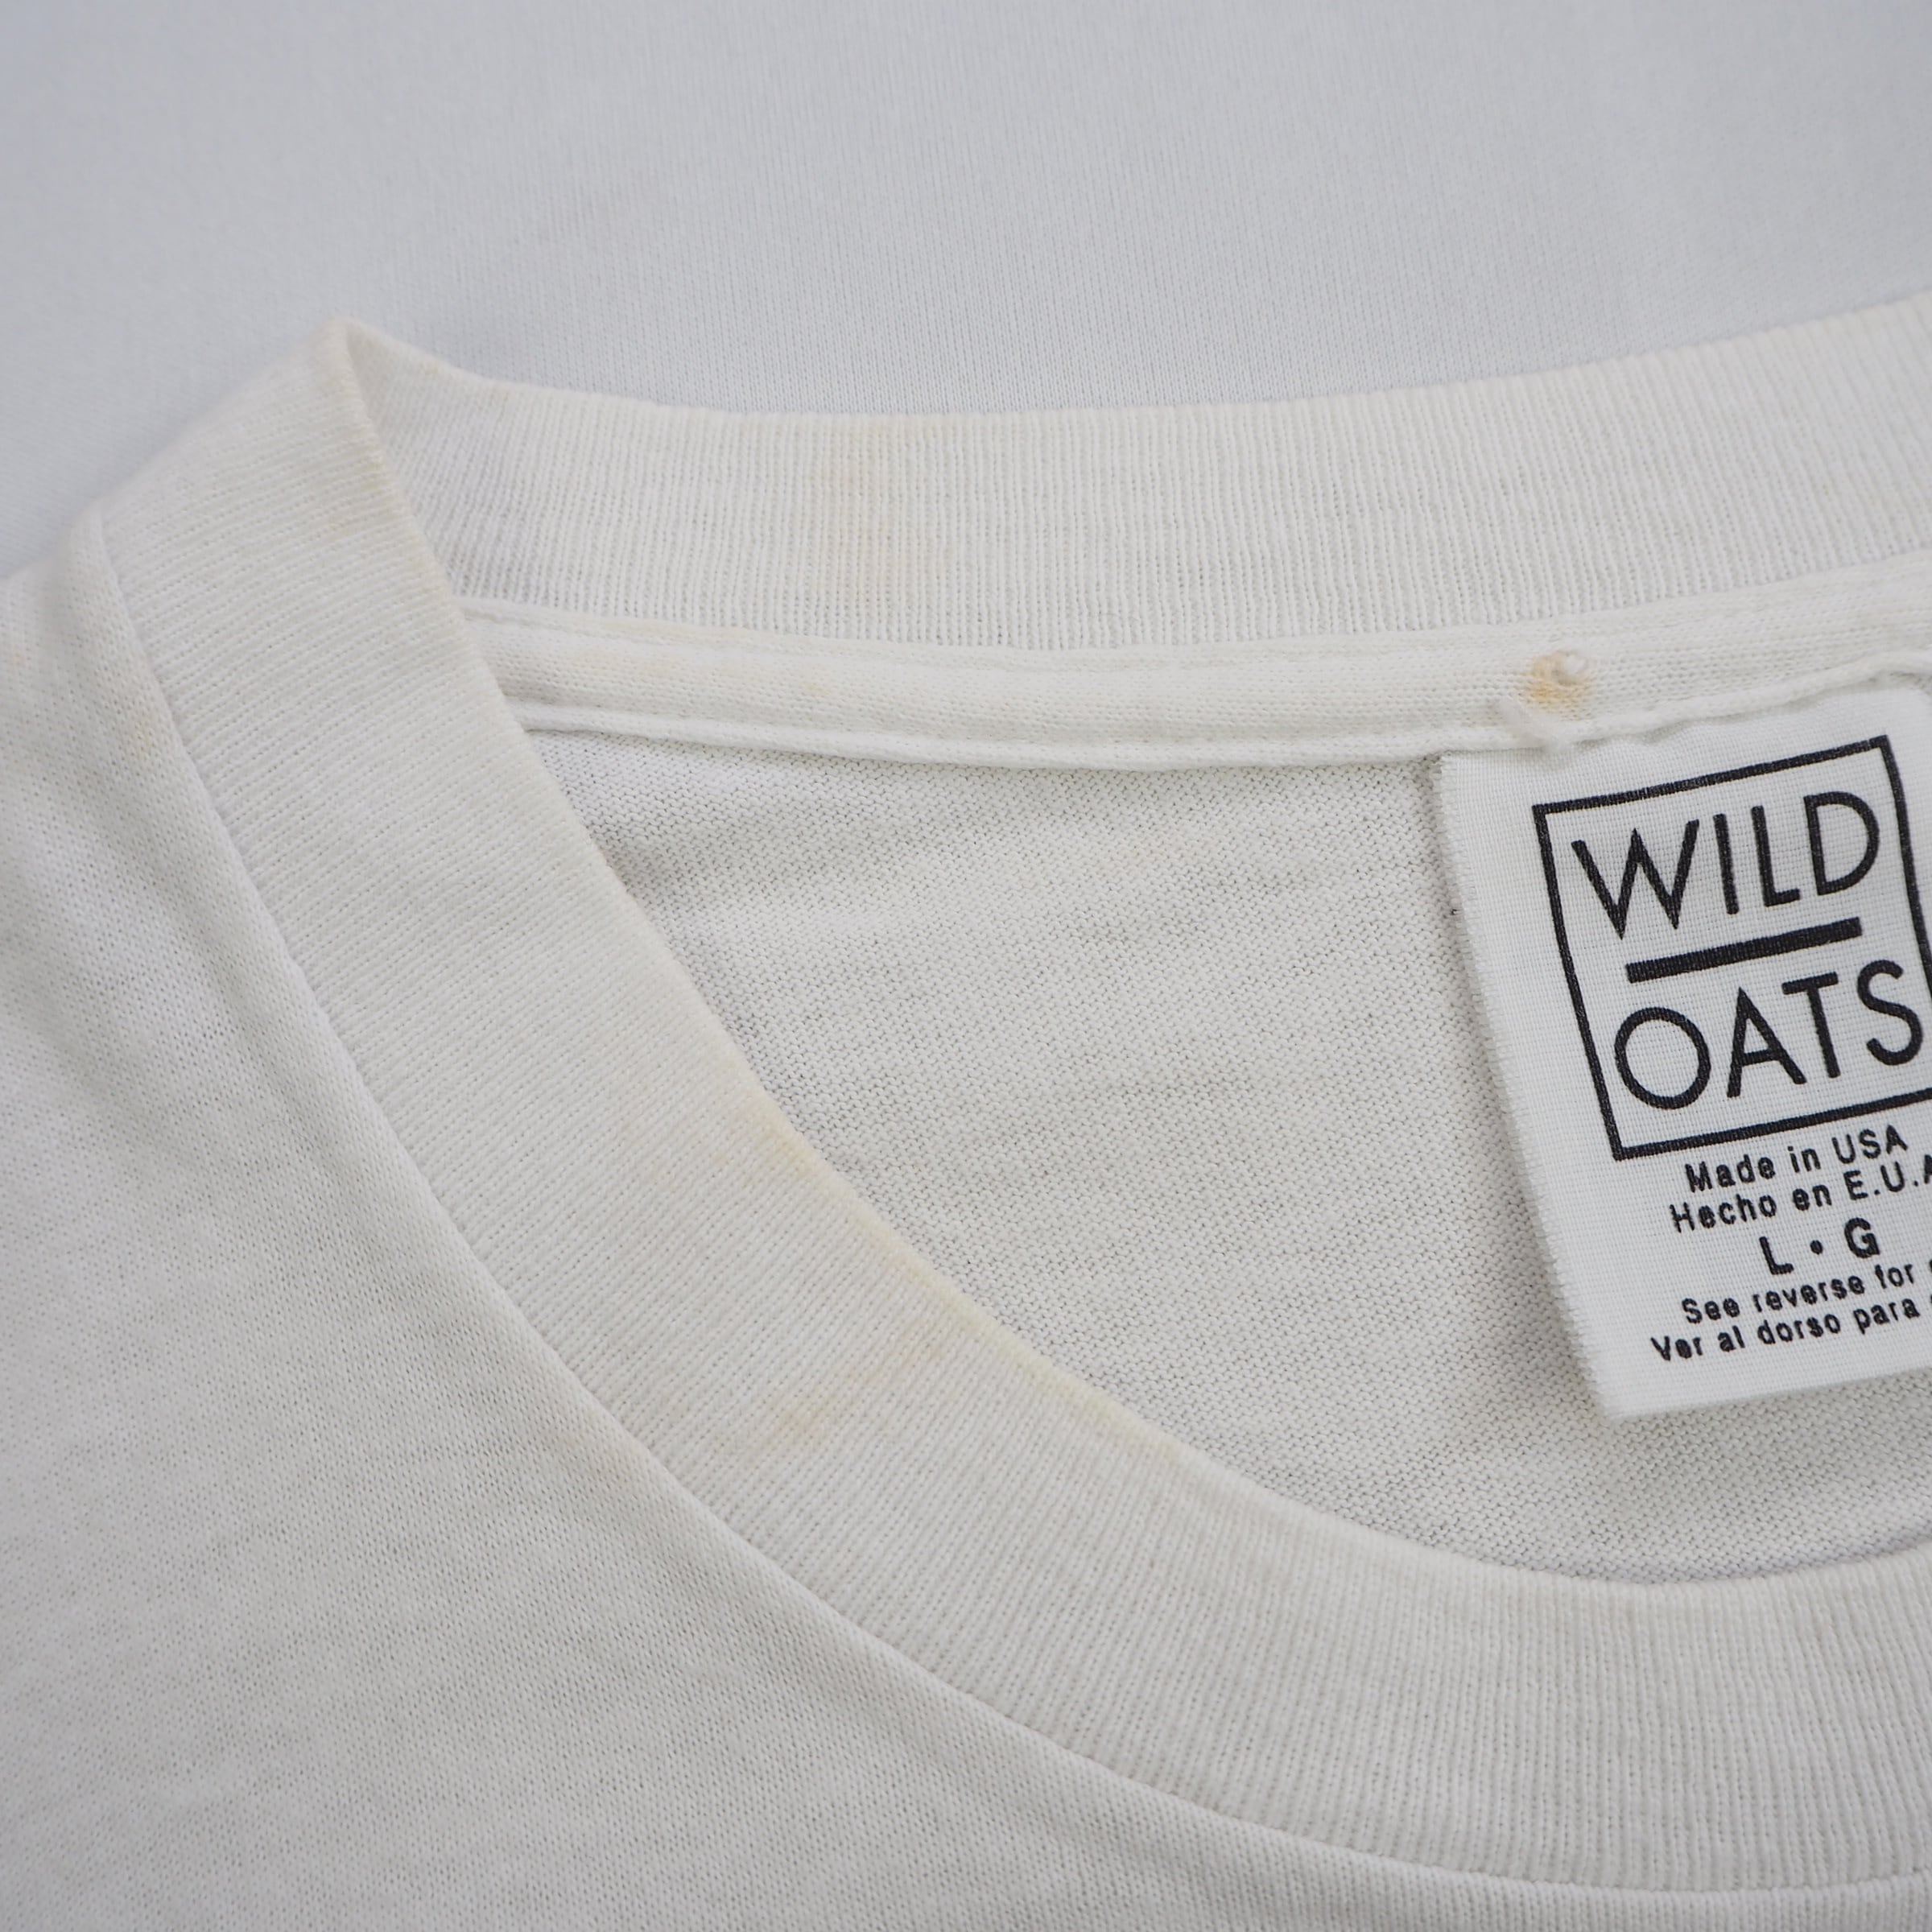 WILD
OATS
Made in USA
Hecho en E.U.A
L • G
See reverse for
Ver al dorso para